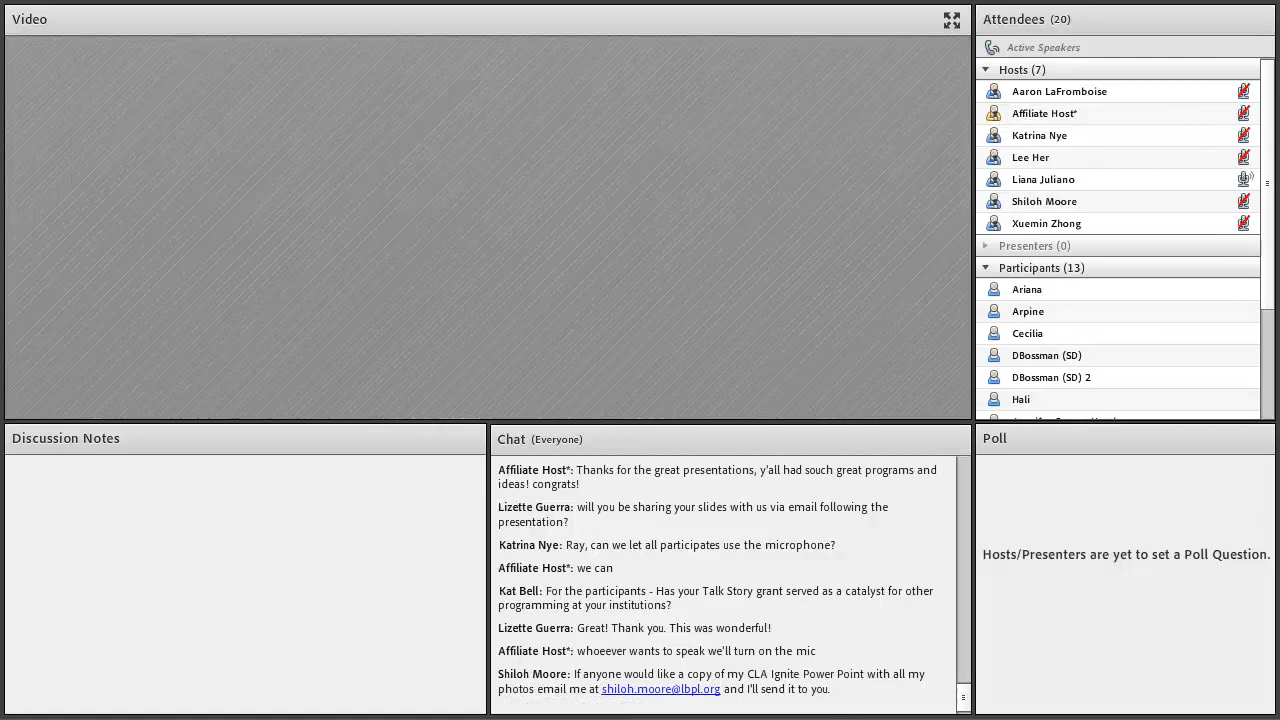 Video
Attendees (20)
Active Speakers
Hosts (7)
Aaron LaFromboise
Affiliate Host*
Katrina Nye
Lee Her
Liana Juliano
Shiloh Moore
Xuemin Zhong
Presenters (0)
Participants (13)
Ariana
Arpine
Cecilia
DBossman (SD)
DBossman (SD) 2
Hali
Discussion Notes
Chat (Everyone)
Affiliate Host*: Thanks for the great presentations, y'all had souch great programs and
ideas! congrats!
Lizette Guerra: will you be sharing your slides with us via email following the
presentation?
Katrina Nye: Ray, can we let all participates use the microphone?
Affiliate Host*: we can
Kat Bell: For the participants - Has your Talk Story grant served as a catalyst for other
programming at your institutions?
Lizette Guerra: Great! Thank you. This was wonderful!
Affiliate Host*: whoeever wants to speak we'll turn on the mic
Shiloh Moore: If anyone would like a copy of my CLA Ignite Power Point with all my
photos email me at shiloh.moore@lbpl.org and I'll send it to you.
Poll
Hosts/Presenters are yet to set a Poll Question.